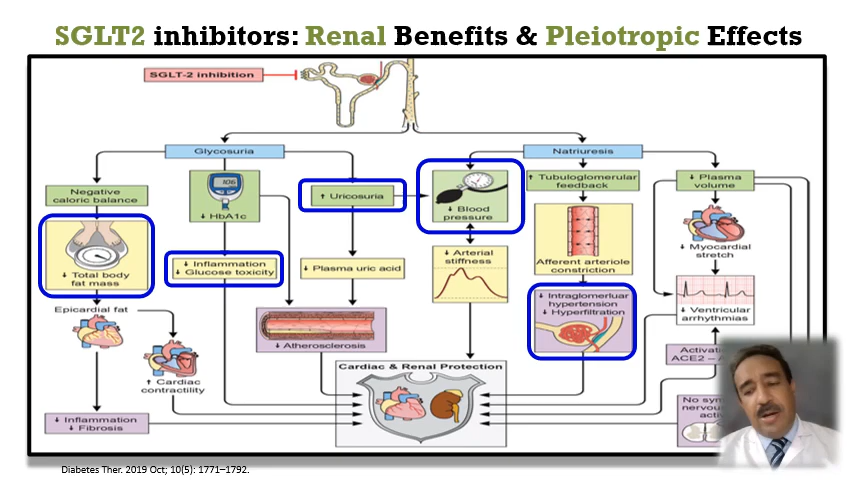 SGLT2 inhibitors: Renal Benefits & Pleiotropic Effects
SGLT-2 inhibition
Glycosuria
Natriuresis
Negative
caloric balance
106
↓ HbA1c
↑ Uricosuria
↓ Blood
pressure
↑ Tubuloglomerular
feedback
↓ Plasma
volume
↓ Total body
fat mass
↓ Inflammation
↓ Glucose toxicity
↓ Plasma uric acid
↓ Arterial
stiffness
Afferent arteriole
constriction
↓ Myocardial
stretch
Epicardial fat
↑ Cardiac
contractility
↓ Atherosclerosis
↓ Intraglomerluar
hypertension
↓ Hyperfiltration
↓ Ventricular
arrhythmias
Cardiac & Renal Protection
ACE2 –
↓ Inflammation
↓ Fibrosis
No
Diabetes Ther. 2019 Oct; 10(5): 1771–1792.